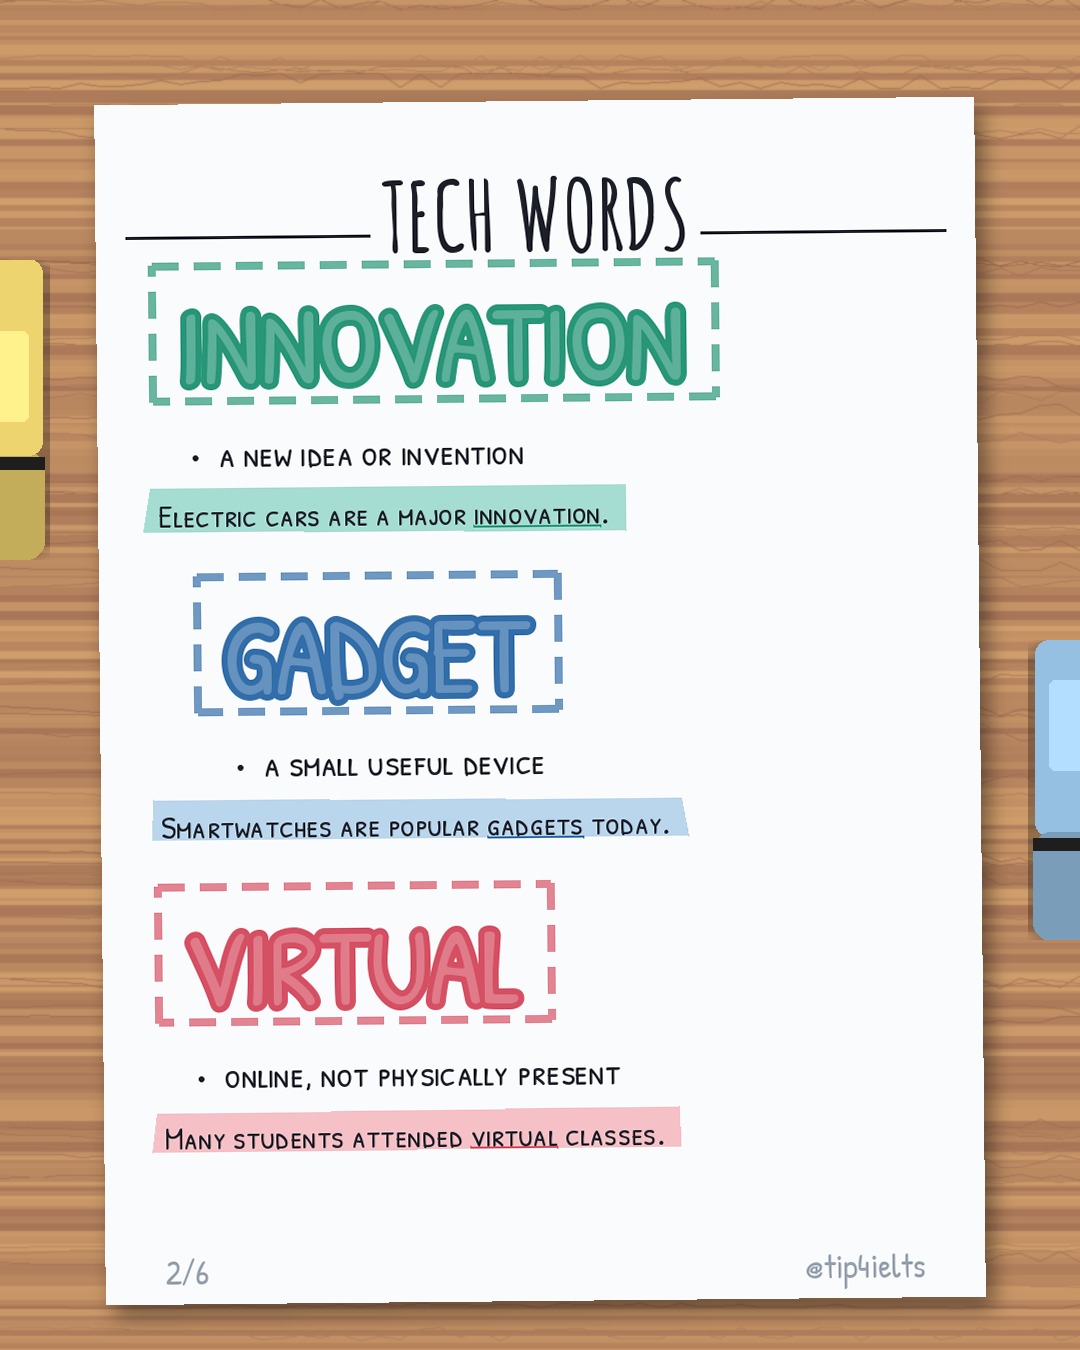 TECH WORDS
INNOVATION
• A NEW IDEA OR INVENTION
ELECTRIC CARS ARE A MAJOR INNOVATION.
GADGET
• A SMALL USEFUL DEVICE
SMARTWATCHES ARE POPULAR GADGETS TODAY.
VIRTUAL
• ONLINE, NOT PHYSICALLY PRESENT
MANY STUDENTS ATTENDED VIRTUAL CLASSES.
2/6
@tip4ielts